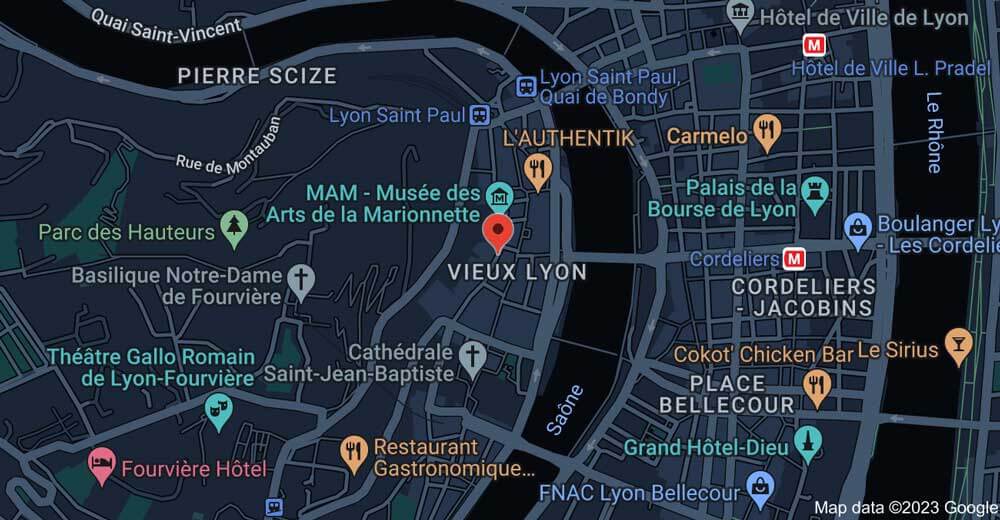 Quai Saint-Vincent
Hôtel de Ville de Lyon
M
Hôtel de Ville L. Pradel
PIERRE SCIZE
Lyon Saint Paul,
Quai de Bondy
Lyon Saint Paul
Le Rhône
Rue de Montauban
L'AUTHENTIK
Carmelo
MAM - Musée des
Arts de la Marionnette
Palais de la
Bourse de Lyon
Parc des Hauteurs
Boulanger Ly
- Les Cordelie
Basilique Notre-Dame
de Fourvière
VIEUX LYON
Cordeliers
M
CORDELIERS
- JACOBINS
Théâtre Gallo Romain
de Lyon-Fourvière
Cathédrale
Saint-Jean-Baptiste
Cokot' Chicken Bar
Le Sirius
PLACE
BELLECOUR
Saône
Fourvière Hôtel
Restaurant
Gastronomique...
Grand Hôtel-Dieu
FNAC Lyon Bellecour
Map data ©2023 Google